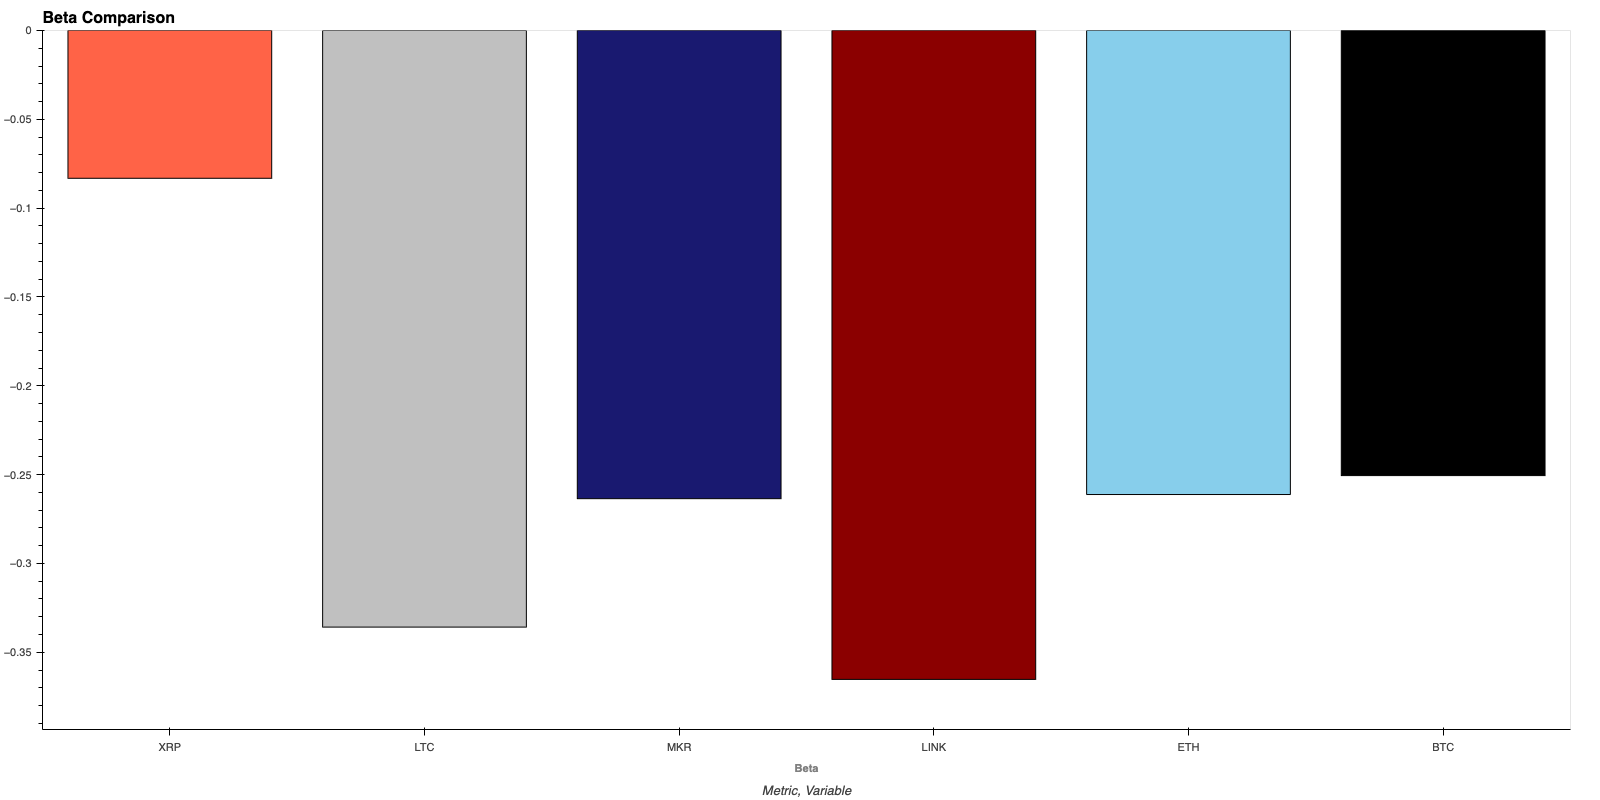 Beta Comparison
0
−0.05
−0.1
−0.15
−0.2
−0.25
−0.3
−0.35
XRP LTC MKR LINK ETH BTC
Beta
Metric, Variable